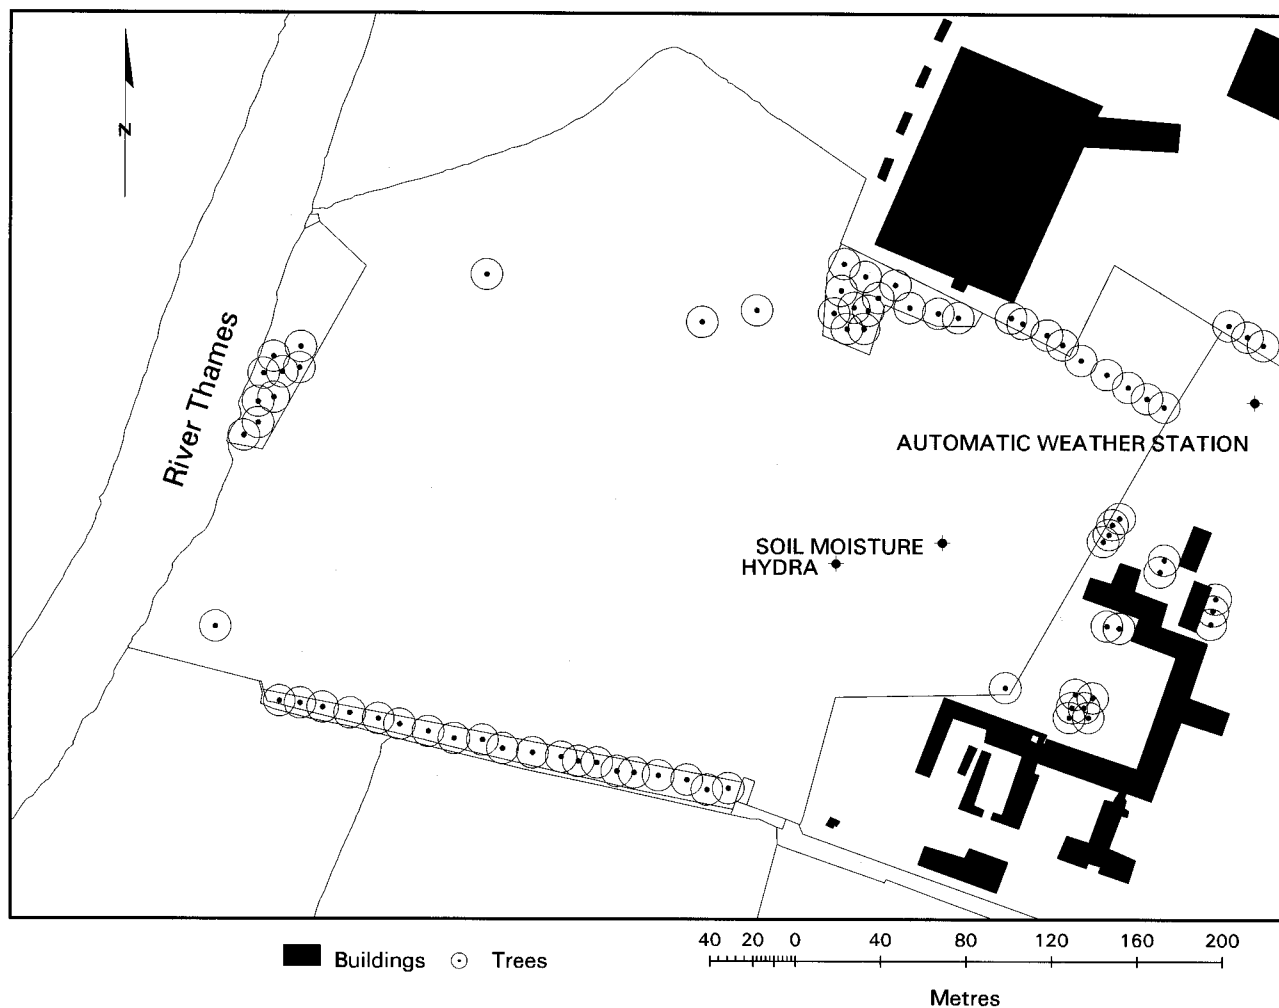 N
River Thames
AUTOMATIC WEATHER STATION
SOIL MOISTURE
HYDRA
Buildings
Trees
40 20 0 40 80 120 160 200
Metres